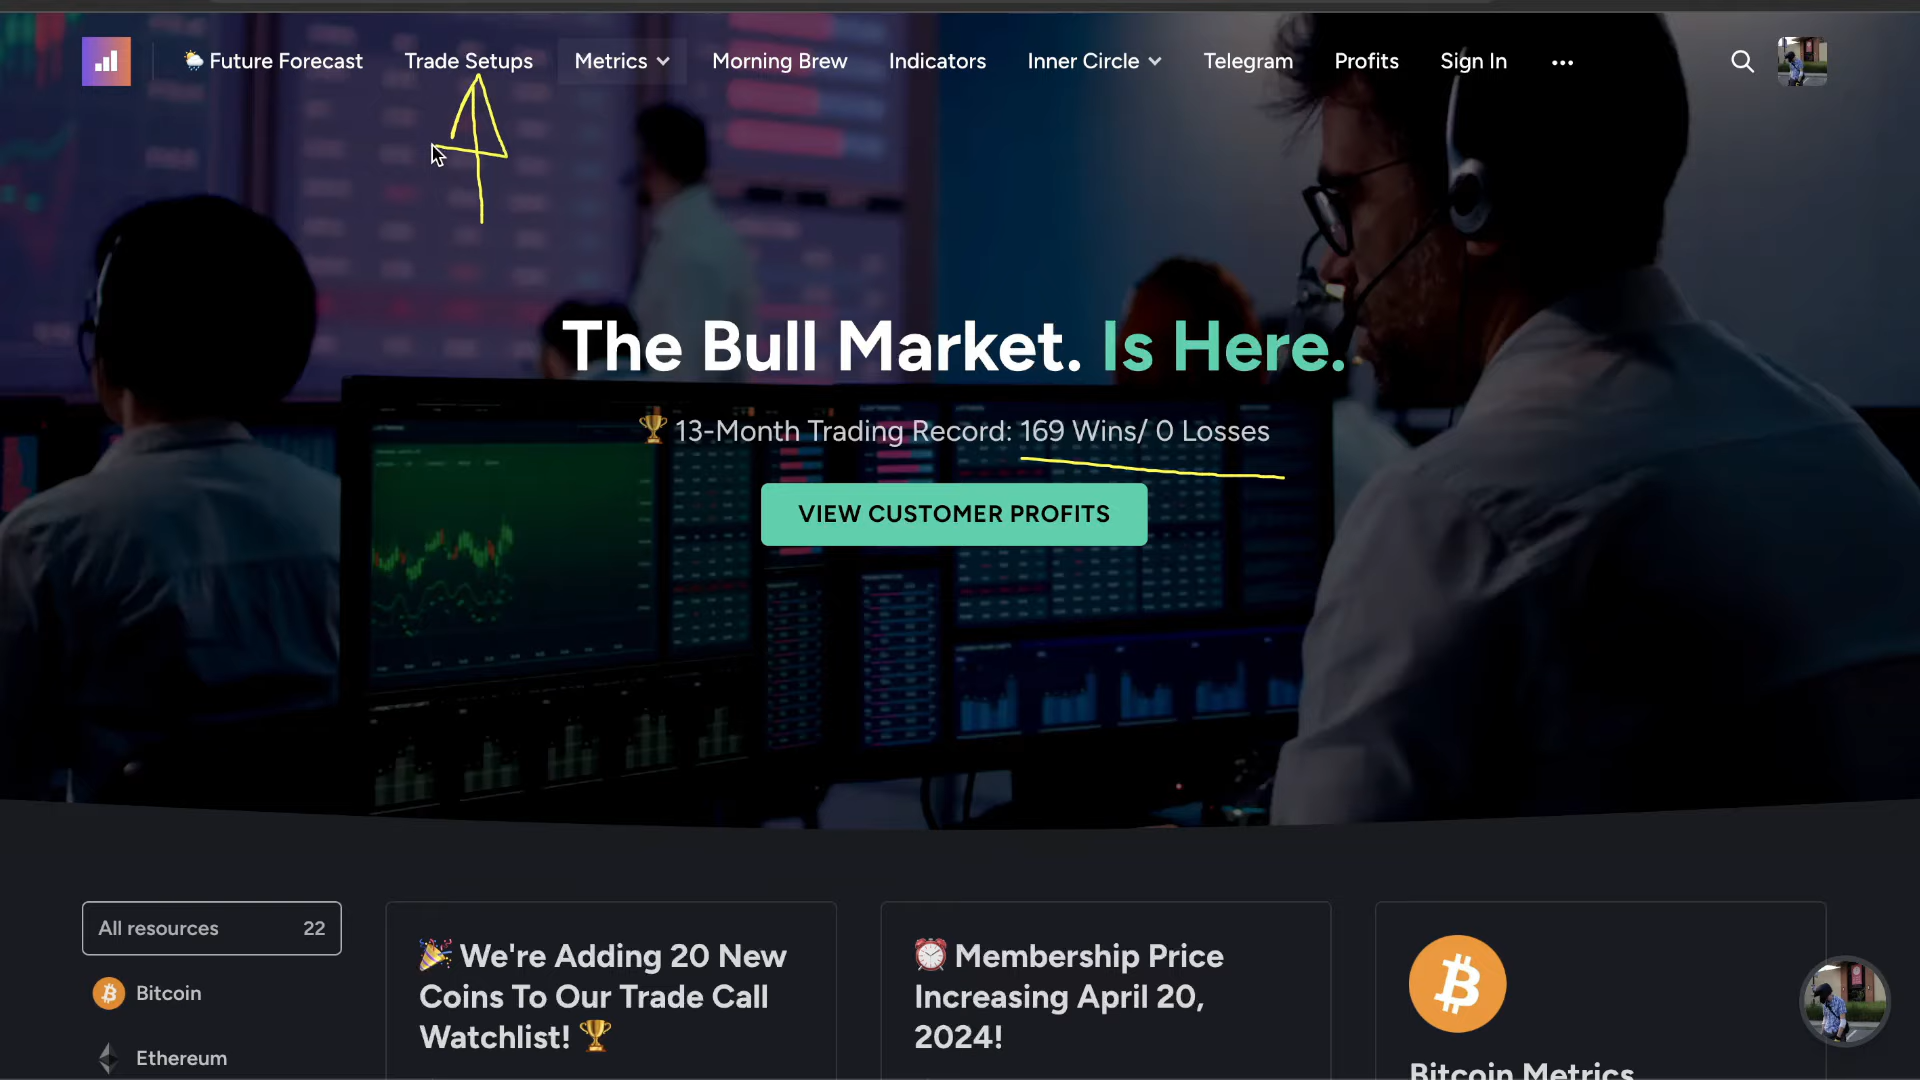 🌦️ Future Forecast Trade Setups Metrics Morning Brew Indicators Inner Circle Telegram Profits Sign In
The Bull Market. Is Here.
🏆 13-Month Trading Record: 169 Wins/ 0 Losses
VIEW CUSTOMER PROFITS
All resources 22
Bitcoin
Ethereum
🎉 We're Adding 20 New
Coins To Our Trade Call
Watchlist! 🏆
⏰ Membership Price
Increasing April 20,
2024!
Bitcoin Metrics